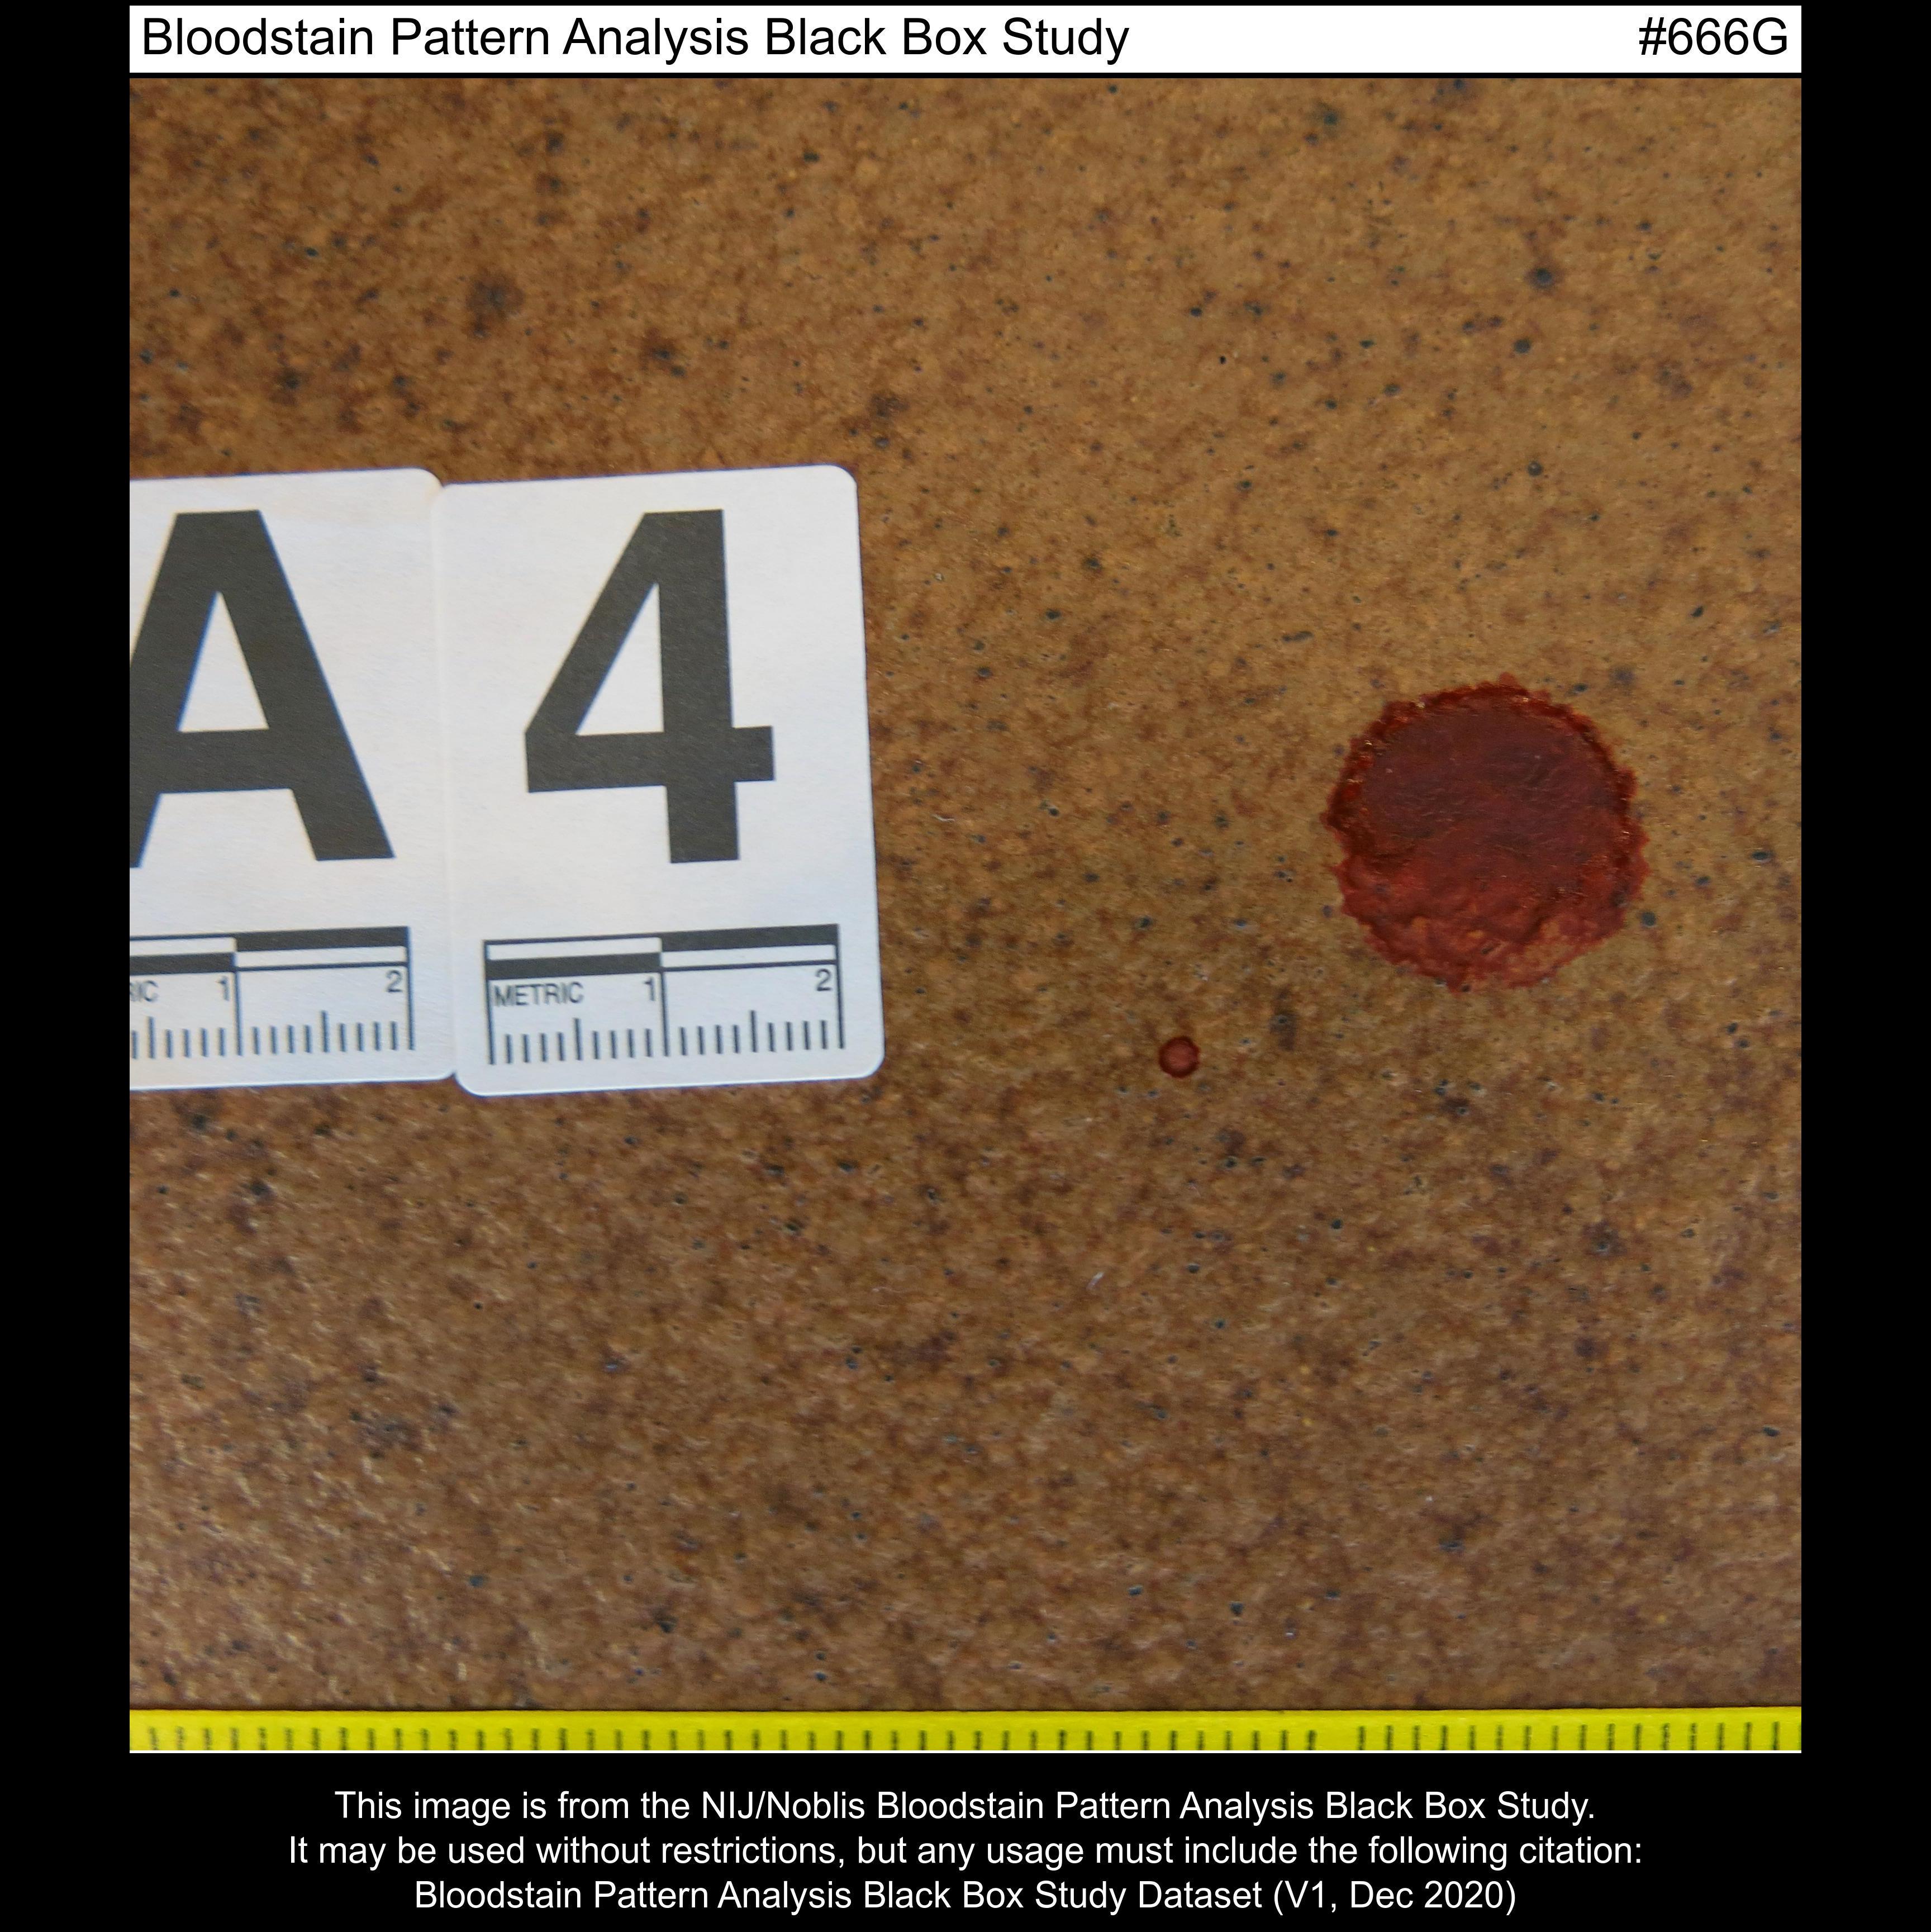 Bloodstain Pattern Analysis Black Box Study #666G
A 4
RIC 1 2 METRIC 1 2
This image is from the NIJ/Noblis Bloodstain Pattern Analysis Black Box Study.
It may be used without restrictions, but any usage must include the following citation:
Bloodstain Pattern Analysis Black Box Study Dataset (V1, Dec 2020)